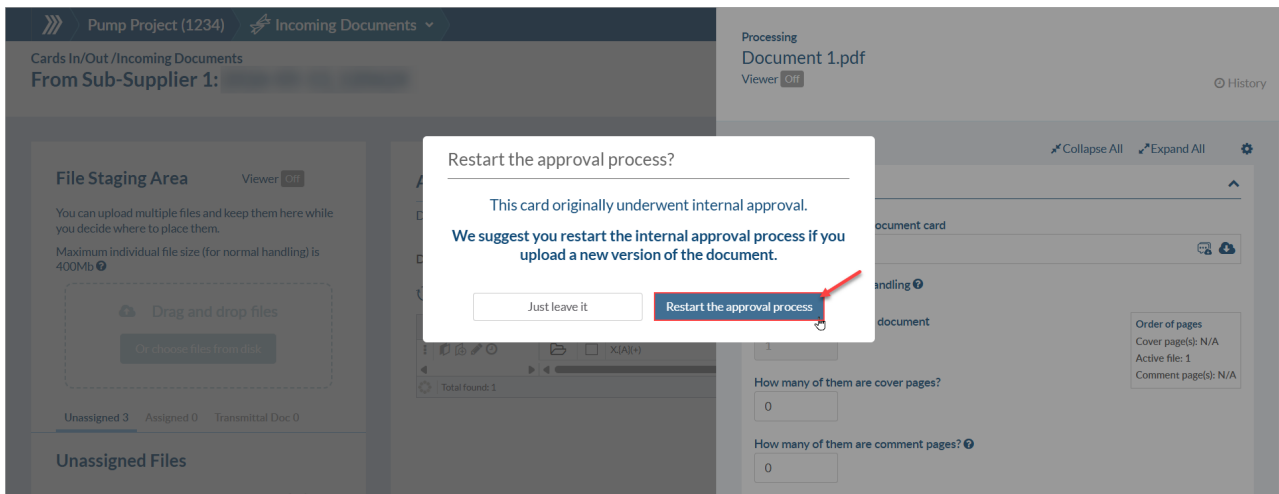 Pump Project (1234) Incoming Documents
Cards In/Out /Incoming Documents
From Sub-Supplier 1:
File Staging Area Viewer Off
You can upload multiple files and keep them here while
you decide where to place them.
Maximum individual file size (for normal handling) is
400Mb
Drag and drop files
Or choose files from disk
Unassigned 3 Assigned 0 Transmittal Doc 0
Unassigned Files
X,(A)(+)
Total found: 1
Restart the approval process?
This card originally underwent internal approval.
We suggest you restart the internal approval process if you
upload a new version of the document.
Just leave it Restart the approval process
Processing
Document 1.pdf
Viewer Off
History
Collapse All Expand All
document card
handling
document
1
Order of pages
Cover page(s): N/A
Active file: 1
Comment page(s): N/A
How many of them are cover pages?
0
How many of them are comment pages?
0